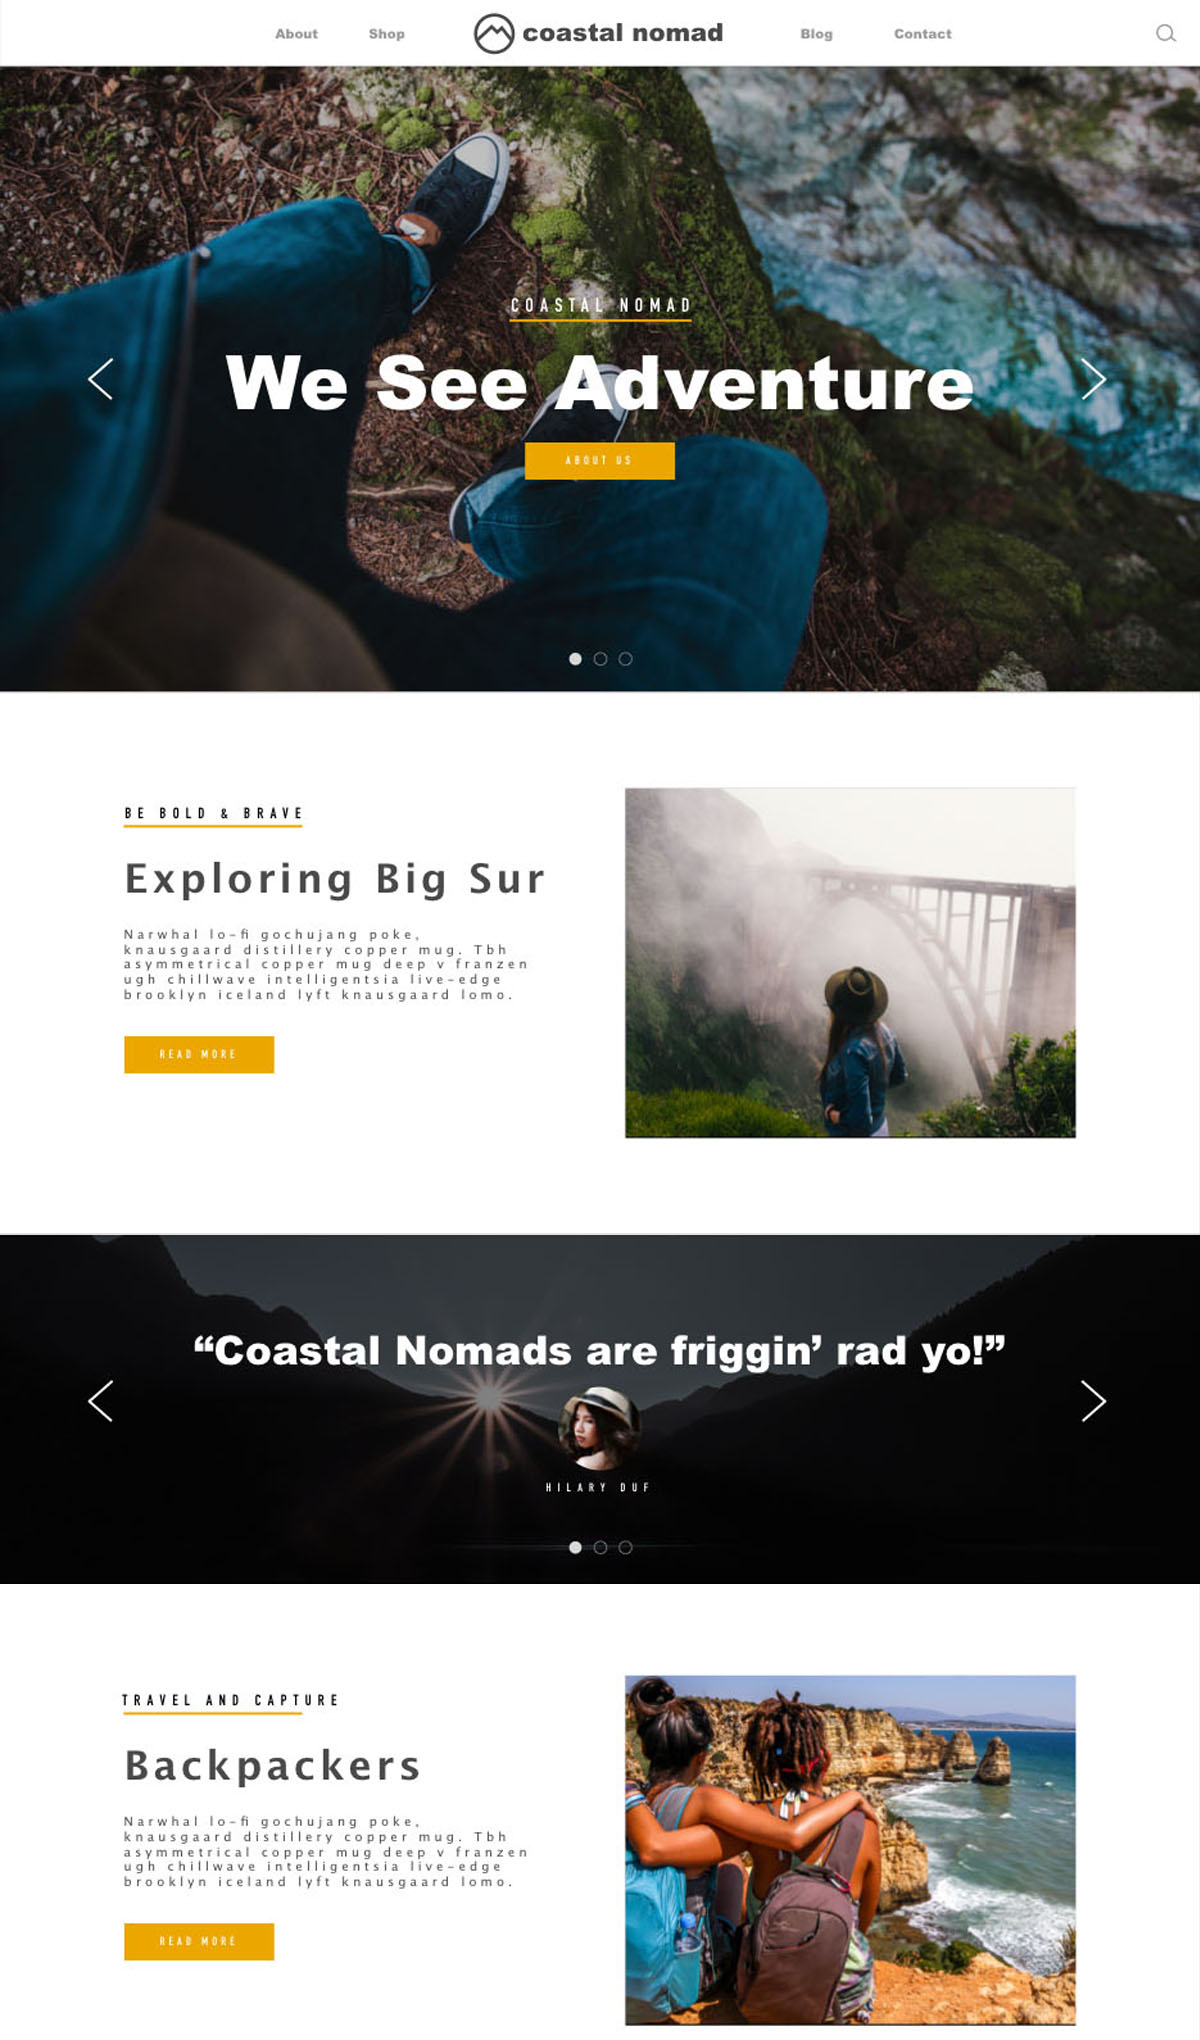 About Shop coastal nomad Blog Contact
COASTAL NOMAD
We See Adventure
ABOUT US
BE BOLD & BRAVE
Exploring Big Sur
Narwhal lo-fi gochujang poke,
knausgaard distillery copper mug. Tbh
asymmetrical copper mug deep v franzen
ugh chillwave intelligentsia live-edge
brooklyn iceland lyft knausgaard lomo.
READ MORE
“Coastal Nomads are friggin’ rad yo!”
HILARY DUF
TRAVEL AND CAPTURE
Backpackers
Narwhal lo-fi gochujang poke,
knausgaard distillery copper mug. Tbh
asymmetrical copper mug deep v franzen
ugh chillwave intelligentsia live-edge
brooklyn iceland lyft knausgaard lomo.
READ MORE